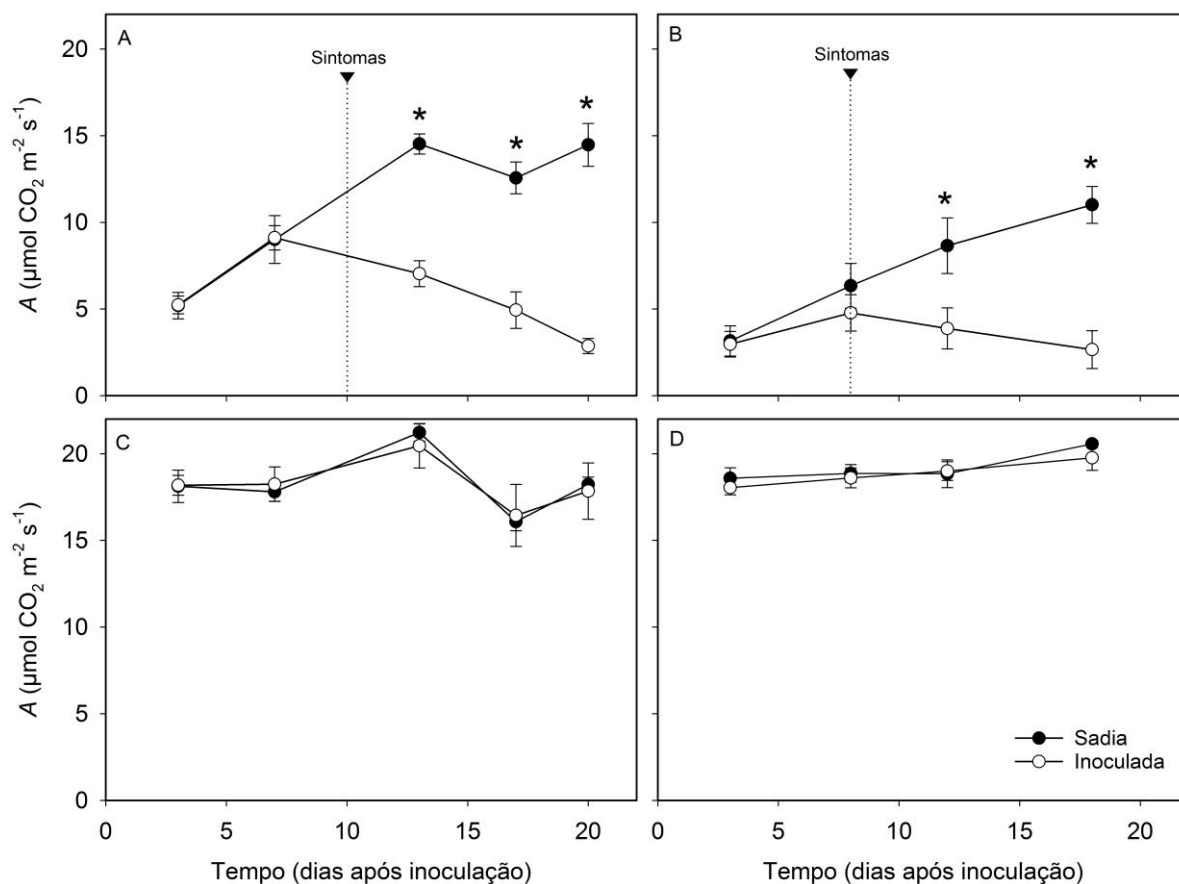 A
B
Sintomas
Sintomas
* * *
* *
20
15
10
5
0
A (µmol CO₂ m⁻² s⁻¹)
C
D
20
15
10
5
0
A (µmol CO₂ m⁻² s⁻¹)
Sadia
Inoculada
0 5 10 15 20
0 5 10 15 20
Tempo (dias após inoculação)
Tempo (dias após inoculação)